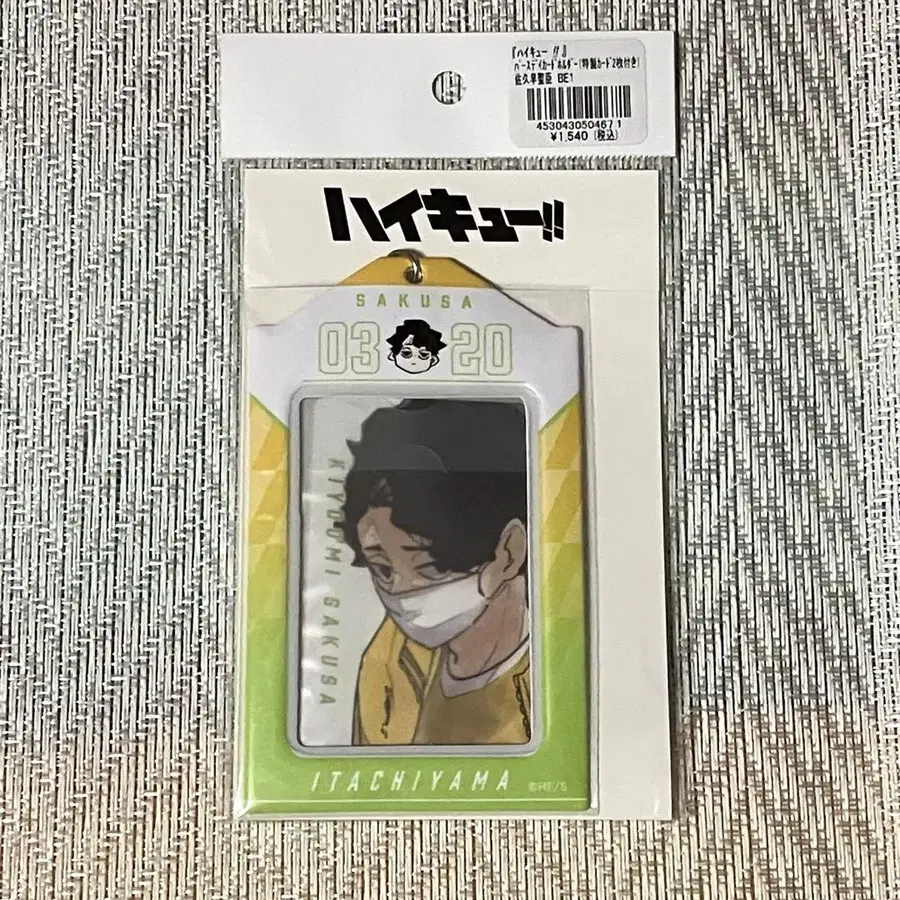 『ハイキュー !!』
バースデイカードホルダー(特製カード2枚付き)
佐久早聖臣 BE1
4530430504671
¥1,540 (税込)
ハイキュー!!
SAKUSA
03 20
KIYOOMI SAKUSA
ITACHIYAMA
©HF/S